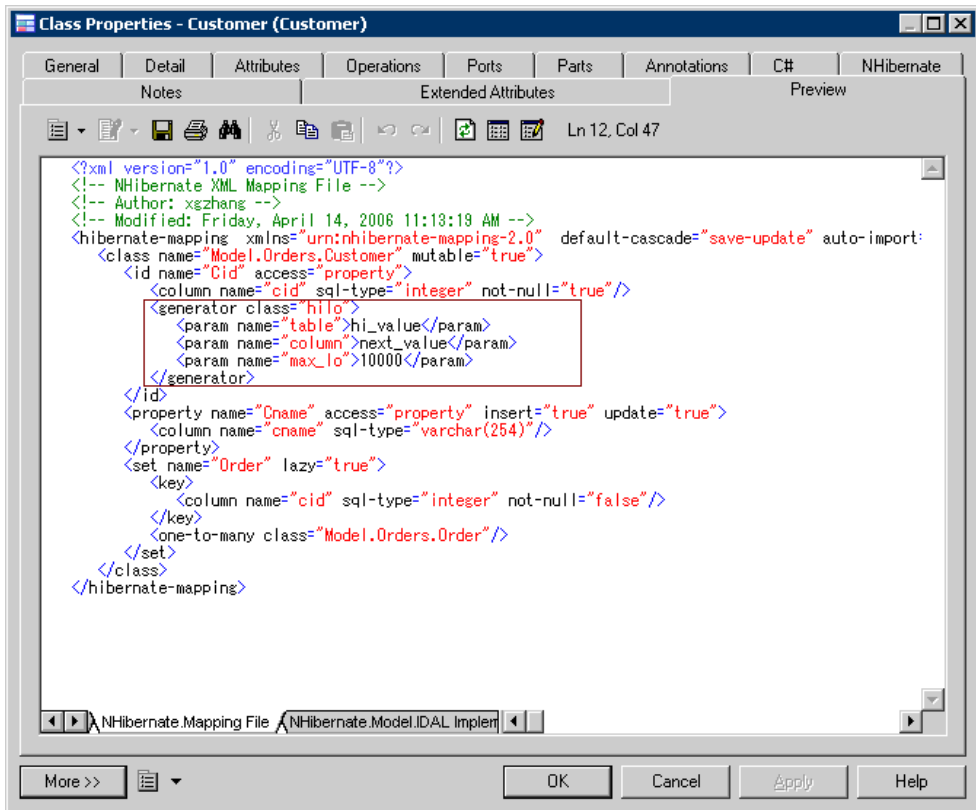 Class Properties - Customer (Customer)
General Detail Attributes Operations Ports Parts Annotations C# NHibernate
Notes Extended Attributes Preview
Ln 12, Col 47
<?xml version="1.0" encoding="UTF-8"?>
<!-- NHibernate XML Mapping File -->
<!-- Author: xgzhang -->
<!-- Modified: Friday, April 14, 2006 11:13:19 AM -->
<hibernate-mapping xmlns="urn:nhibernate-mapping-2.0" default-cascade="save-update" auto-import=
<class name="Model.Orders.Customer" mutable="true">
<id name="Cid" access="property">
<column name="cid" sql-type="integer" not-null="true"/>
<generator class="hilo">
<param name="table">hi_value</param>
<param name="column">next_value</param>
<param name="max_lo">10000</param>
</generator>
</id>
<property name="Cname" access="property" insert="true" update="true">
<column name="cname" sql-type="varchar(254)"/>
</property>
<set name="Order" lazy="true">
<key>
<column name="cid" sql-type="integer" not-null="false"/>
</key>
<one-to-many class="Model.Orders.Order"/>
</set>
</class>
</hibernate-mapping>
NHibernate.Mapping File NHibernate.Model.IDAL Implem
More >> OK Cancel Apply Help